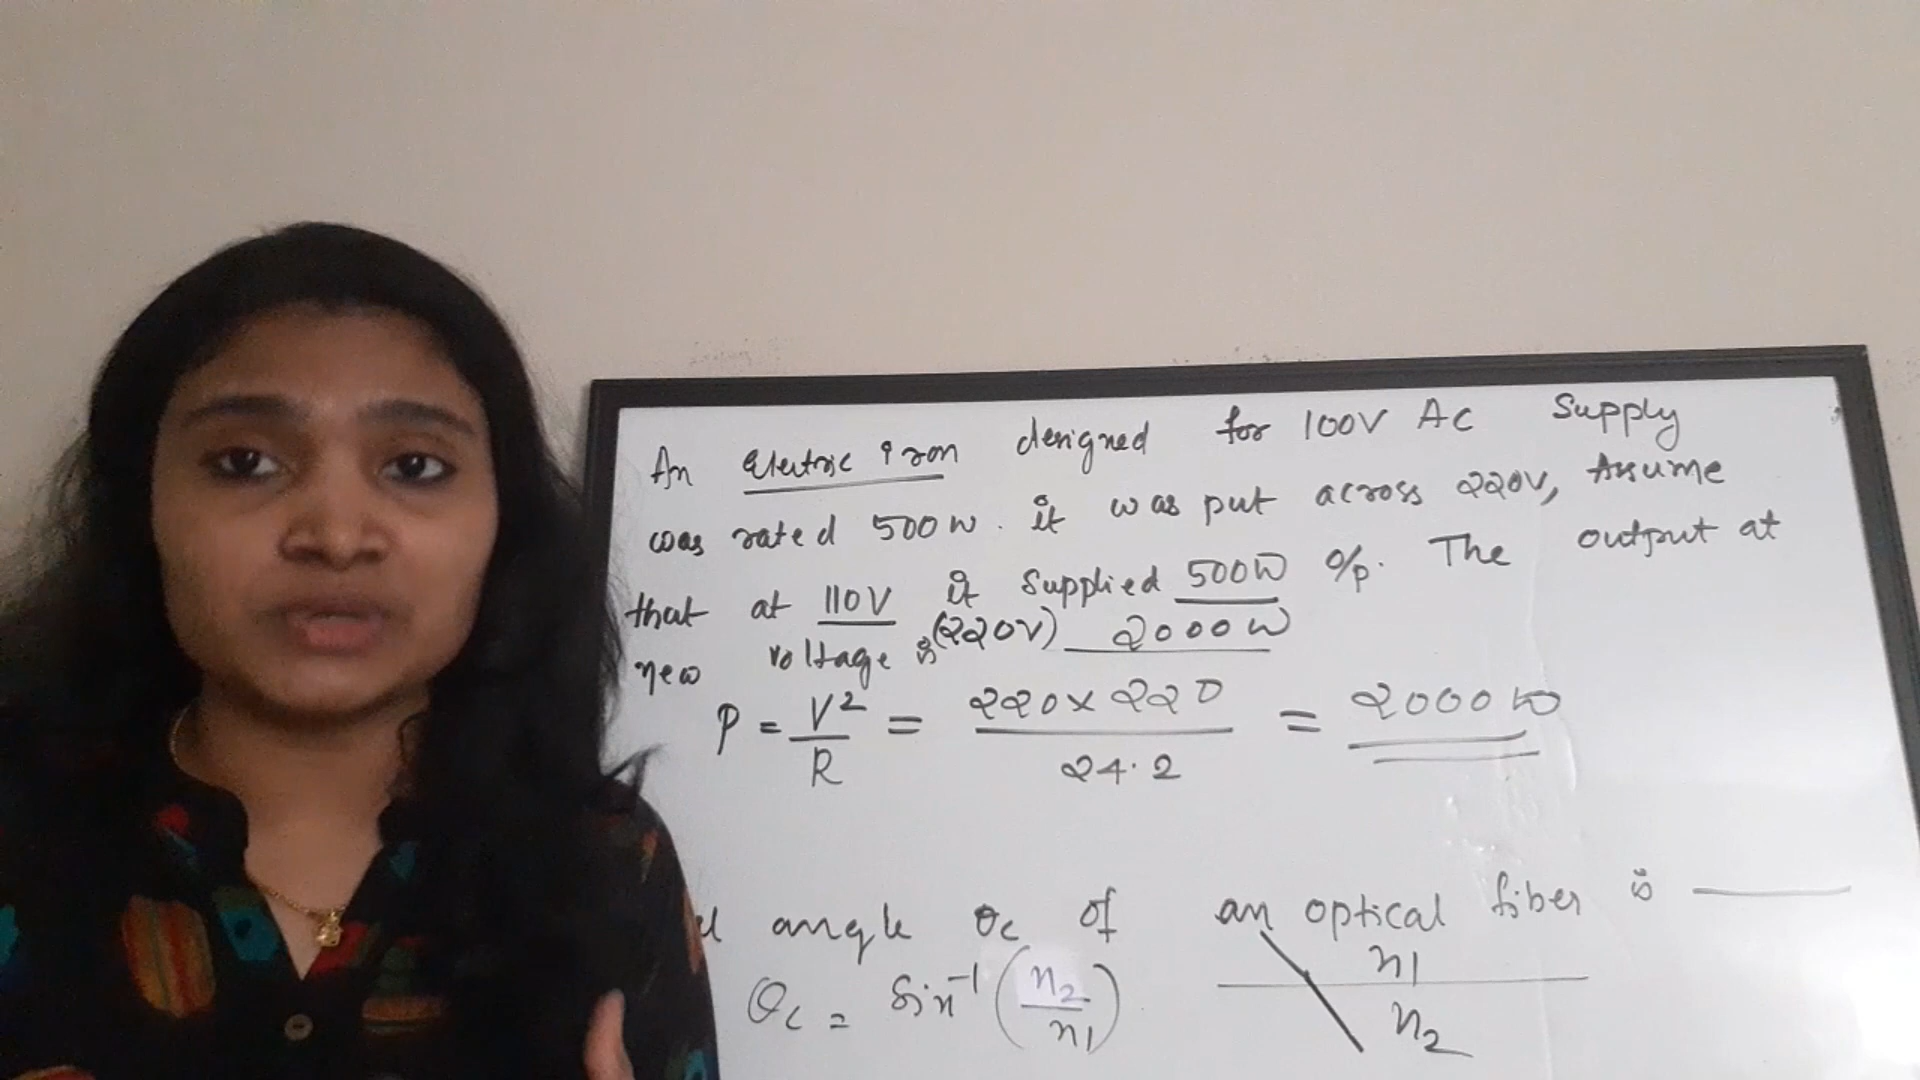 An Electric iron designed for 100V AC Supply
was rated 500W. it was put across 220V, Assume
that at 110V it supplied 500W o/p. The output at
new voltage is (220V) 2000W
P = V²/R = 220 x 220 / 24.2 = 2000W
angle θc of an optical fiber is
θc = Sin⁻¹ (n2/n1)
n1
n2